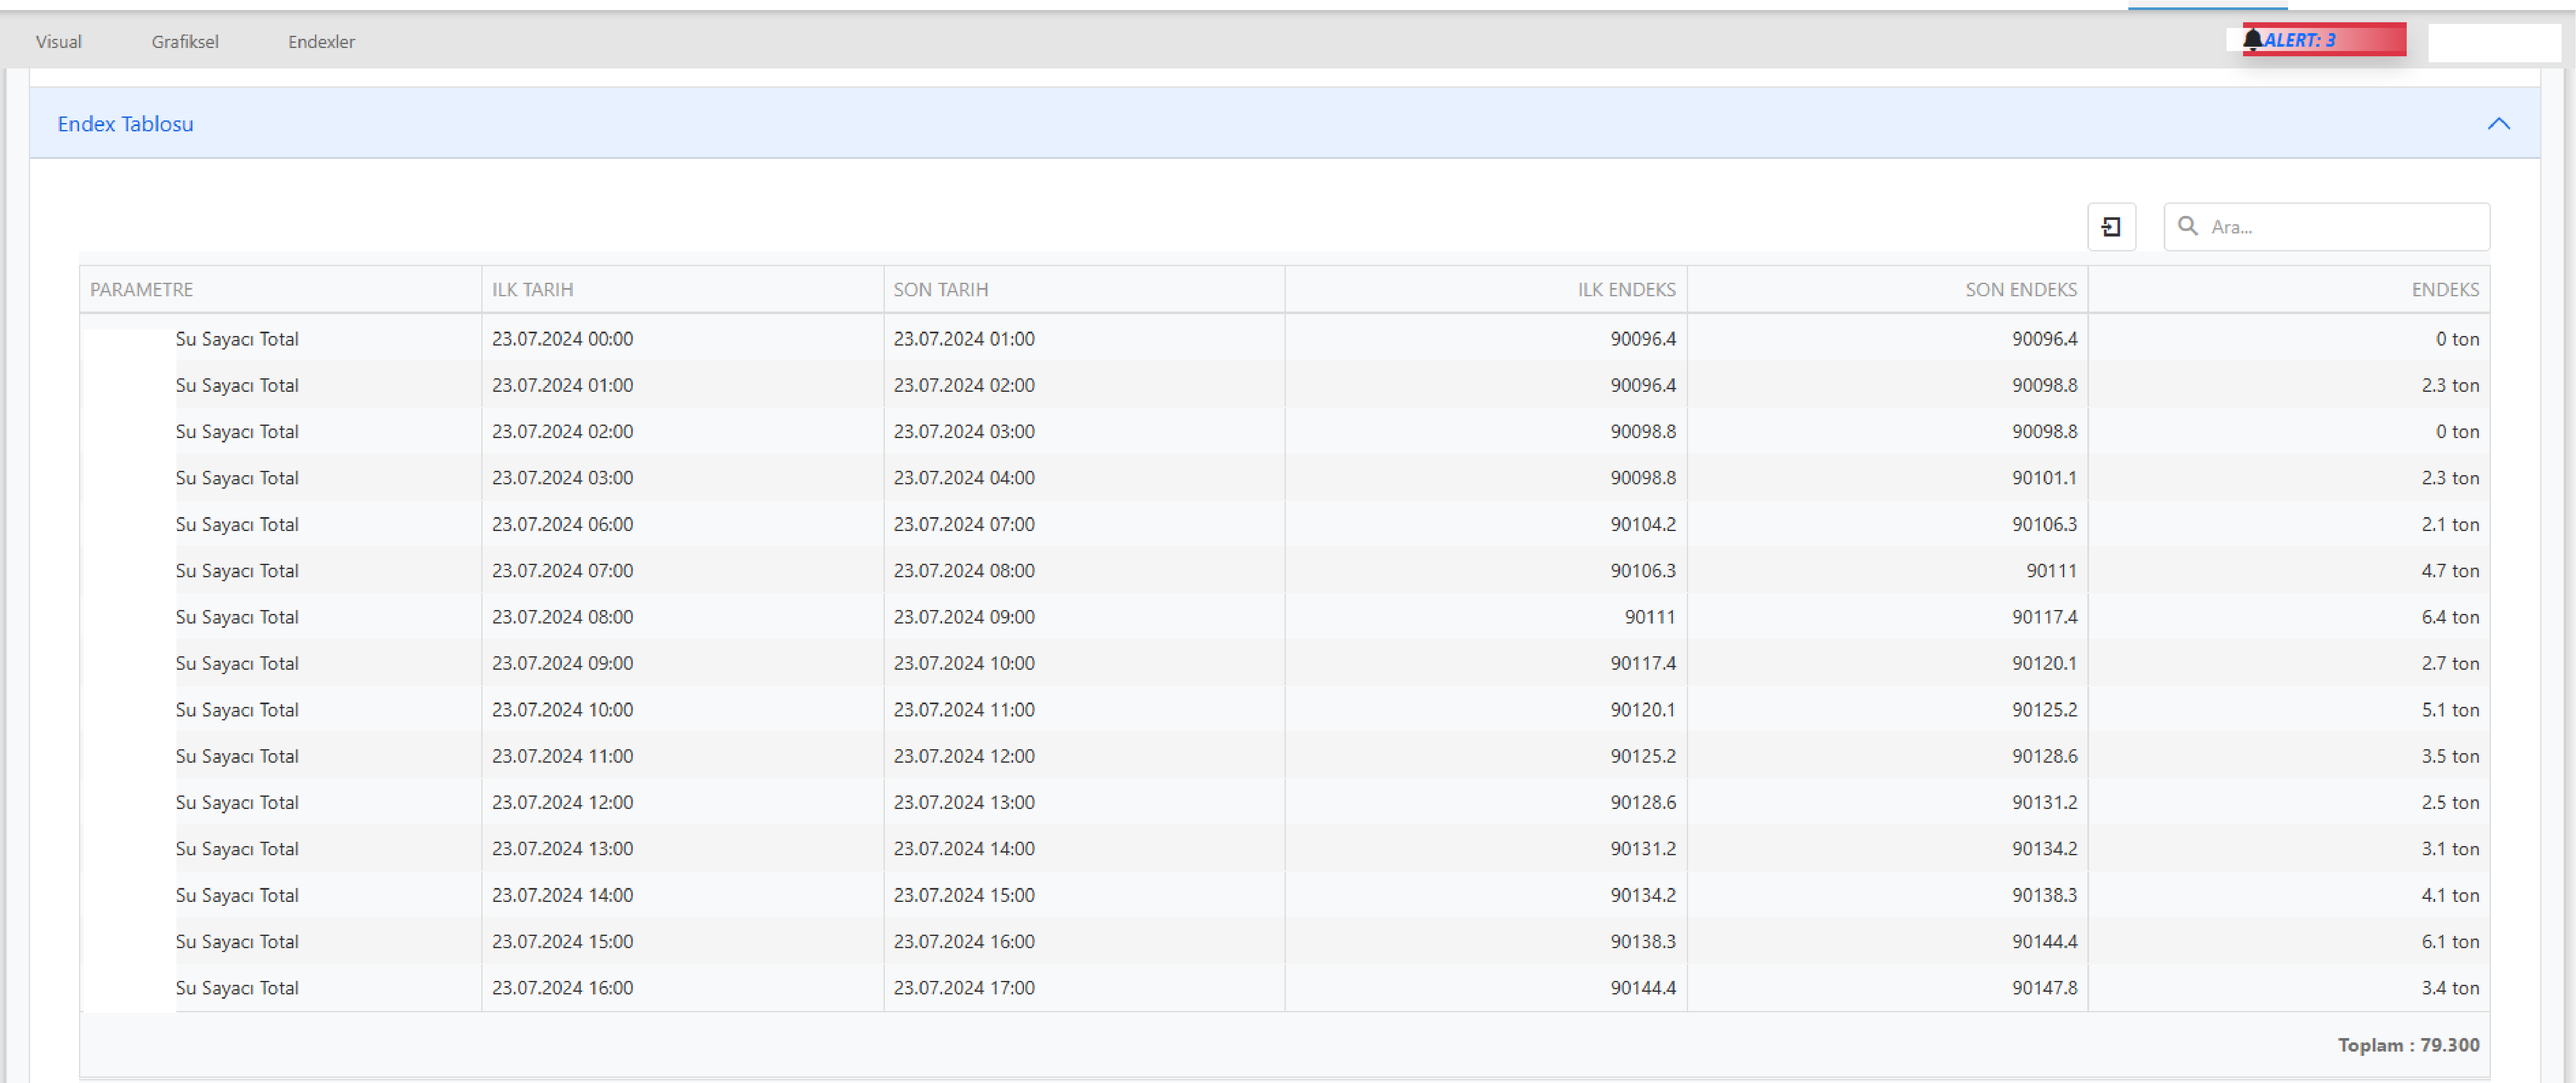 Visual Grafiksel Endexler ALERT: 3
Endex Tablosu
Ara...
PARAMETRE ILK TARIH SON TARIH ILK ENDEKS SON ENDEKS ENDEKS
Su Sayacı Total 23.07.2024 00:00 23.07.2024 01:00 90096.4 90096.4 0 ton
Su Sayacı Total 23.07.2024 01:00 23.07.2024 02:00 90096.4 90098.8 2.3 ton
Su Sayacı Total 23.07.2024 02:00 23.07.2024 03:00 90098.8 90098.8 0 ton
Su Sayacı Total 23.07.2024 03:00 23.07.2024 04:00 90098.8 90101.1 2.3 ton
Su Sayacı Total 23.07.2024 06:00 23.07.2024 07:00 90104.2 90106.3 2.1 ton
Su Sayacı Total 23.07.2024 07:00 23.07.2024 08:00 90106.3 90111 4.7 ton
Su Sayacı Total 23.07.2024 08:00 23.07.2024 09:00 90111 90117.4 6.4 ton
Su Sayacı Total 23.07.2024 09:00 23.07.2024 10:00 90117.4 90120.1 2.7 ton
Su Sayacı Total 23.07.2024 10:00 23.07.2024 11:00 90120.1 90125.2 5.1 ton
Su Sayacı Total 23.07.2024 11:00 23.07.2024 12:00 90125.2 90128.6 3.5 ton
Su Sayacı Total 23.07.2024 12:00 23.07.2024 13:00 90128.6 90131.2 2.5 ton
Su Sayacı Total 23.07.2024 13:00 23.07.2024 14:00 90131.2 90134.2 3.1 ton
Su Sayacı Total 23.07.2024 14:00 23.07.2024 15:00 90134.2 90138.3 4.1 ton
Su Sayacı Total 23.07.2024 15:00 23.07.2024 16:00 90138.3 90144.4 6.1 ton
Su Sayacı Total 23.07.2024 16:00 23.07.2024 17:00 90144.4 90147.8 3.4 ton
Toplam : 79.300